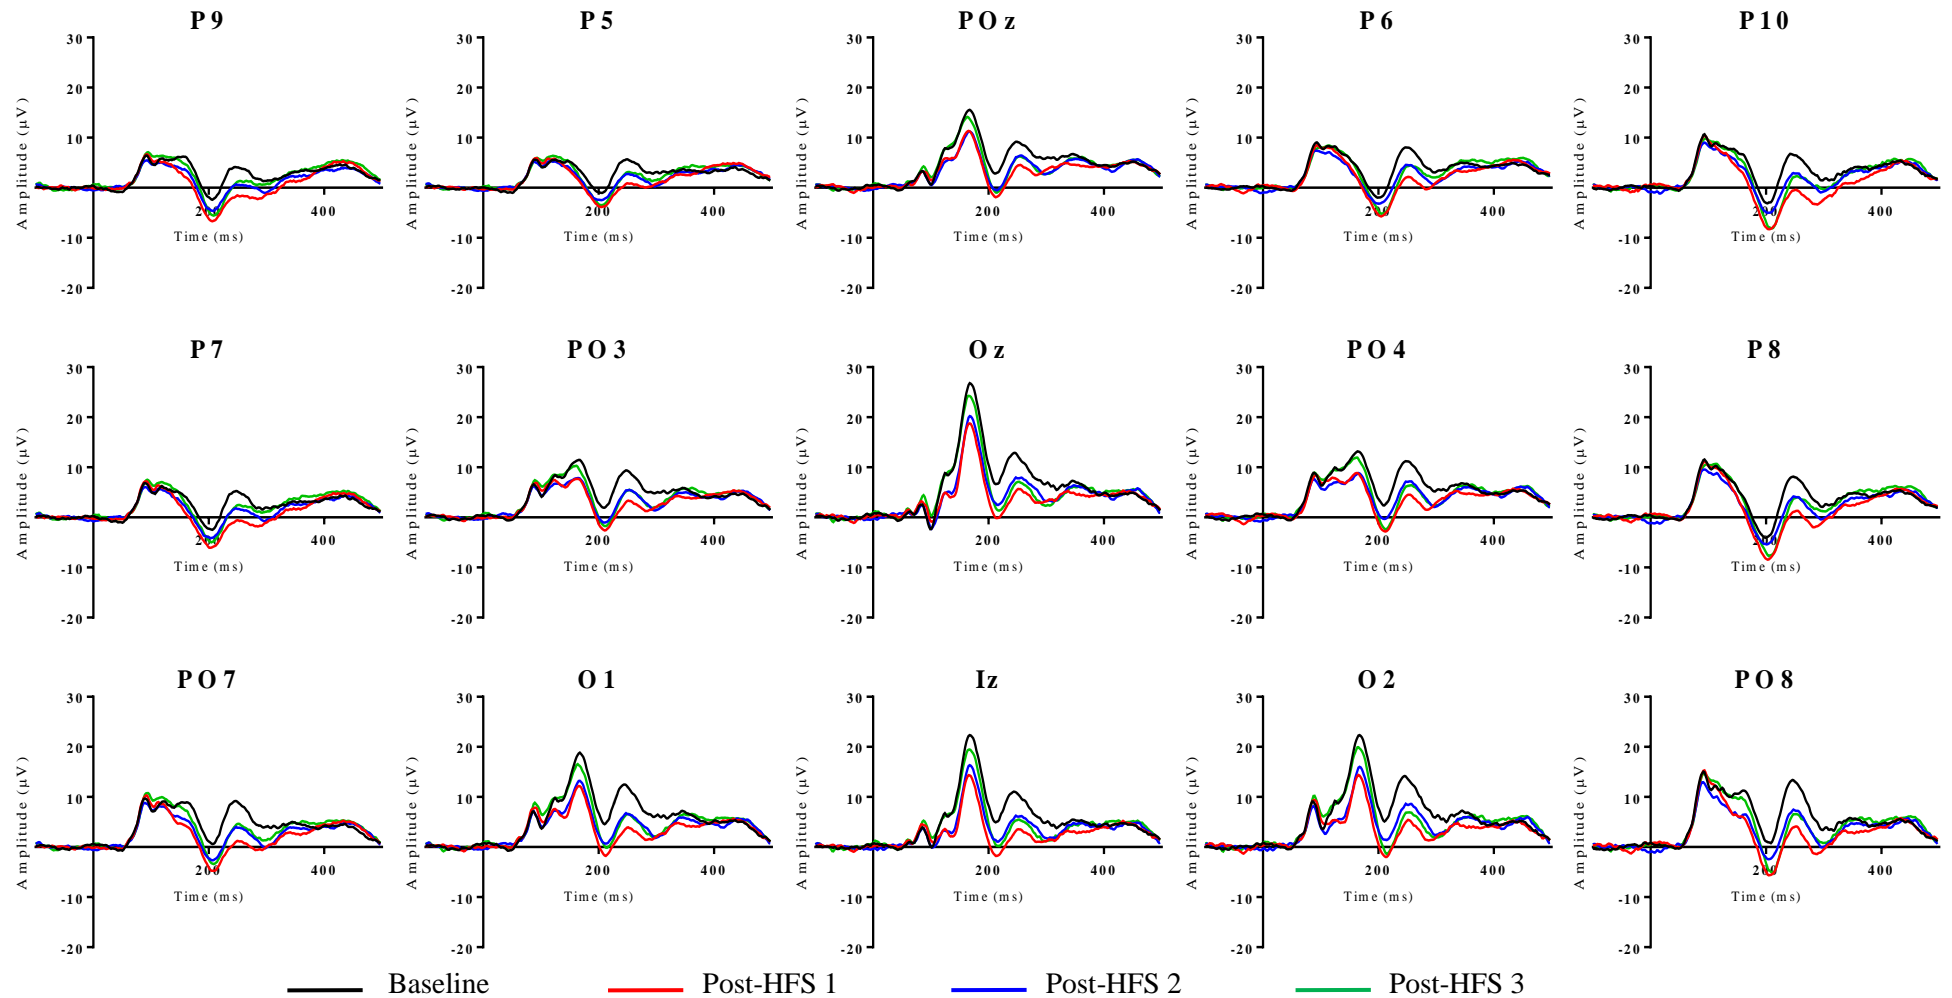 P9 P5 POz P6 P10
30 30 30 30 30
20 20 20 20 20
10 10 10 10 10
Amplitude (µV) Amplitude (µV) Amplitude (µV) Amplitude (µV) Amplitude (µV)
200 400 200 400 200 400 200 400 200 400
-10 -10 -10 -10 -10
Time (ms) Time (ms) Time (ms) Time (ms) Time (ms)
-20 -20 -20 -20 -20
P7 PO3 Oz PO4 P8
30 30 30 30 30
20 20 20 20 20
10 10 10 10 10
Amplitude (µV) Amplitude (µV) Amplitude (µV) Amplitude (µV) Amplitude (µV)
200 400 200 400 200 400 200 400 200 400
-10 -10 -10 -10 -10
Time (ms) Time (ms) Time (ms) Time (ms) Time (ms)
-20 -20 -20 -20 -20
PO7 O1 Iz O2 PO8
30 30 30 30 30
20 20 20 20 20
10 10 10 10 10
Amplitude (µV) Amplitude (µV) Amplitude (µV) Amplitude (µV) Amplitude (µV)
200 400 200 400 200 400 200 400 200 400
-10 -10 -10 -10 -10
Time (ms) Time (ms) Time (ms) Time (ms) Time (ms)
-20 -20 -20 -20 -20
Baseline Post-HFS 1 Post-HFS 2 Post-HFS 3